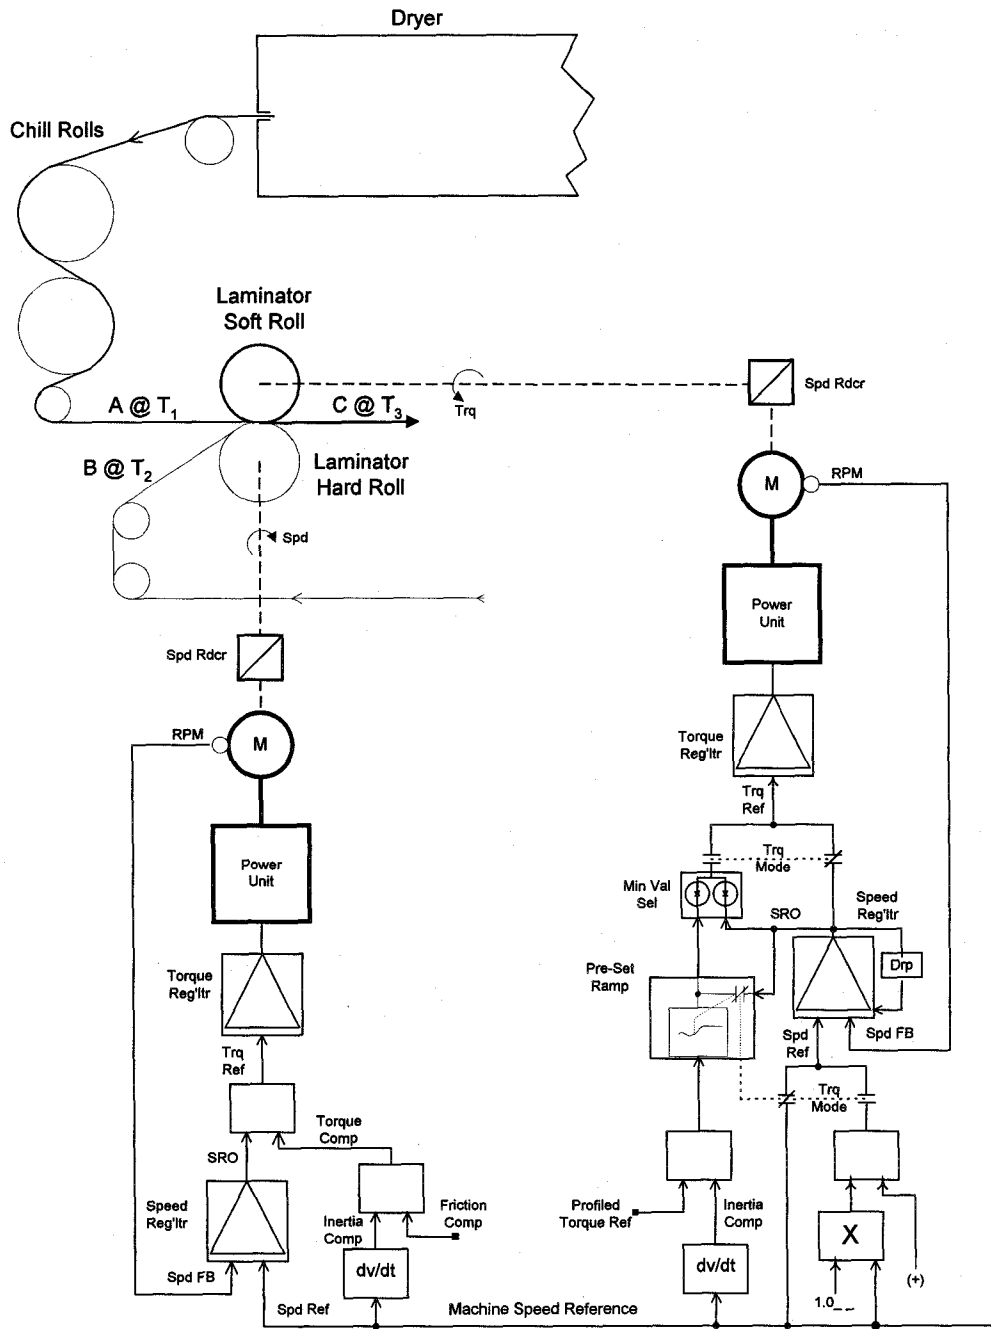 Dryer
Chill Rolls
Laminator
Soft Roll
A @ T1
C @ T3
Trq
Spd Rdcr
B @ T2
Laminator
Hard Roll
M
RPM
Spd
Power
Unit
Spd Rdcr
RPM
M
Torque
Reg'ltr
Trq
Ref
Power
Unit
Trq
Mode
Min Val
Sel
SRO
Speed
Reg'ltr
Drp
Torque
Reg'ltr
Pre-Set
Ramp
Spd
Ref
Spd FB
Trq
Ref
Trq
Mode
Torque
Comp
SRO
Speed
Reg'ltr
Inertia
Comp
Friction
Comp
Profiled
Torque Ref
Inertia
Comp
X
dv/dt
dv/dt
Spd FB
(+)
1.0_ _
Spd Ref
Machine Speed Reference